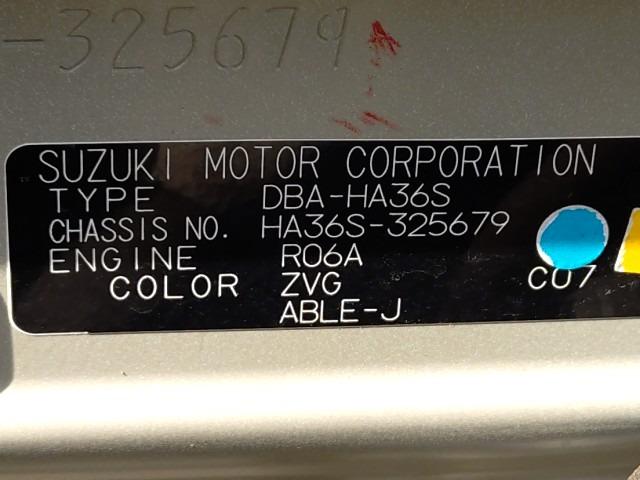 -325679
SUZUKI MOTOR CORPORATION
TYPE DBA-HA36S
CHASSIS NO. HA36S-325679
ENGINE R06A
COLOR ZVG C07
ABLE-J